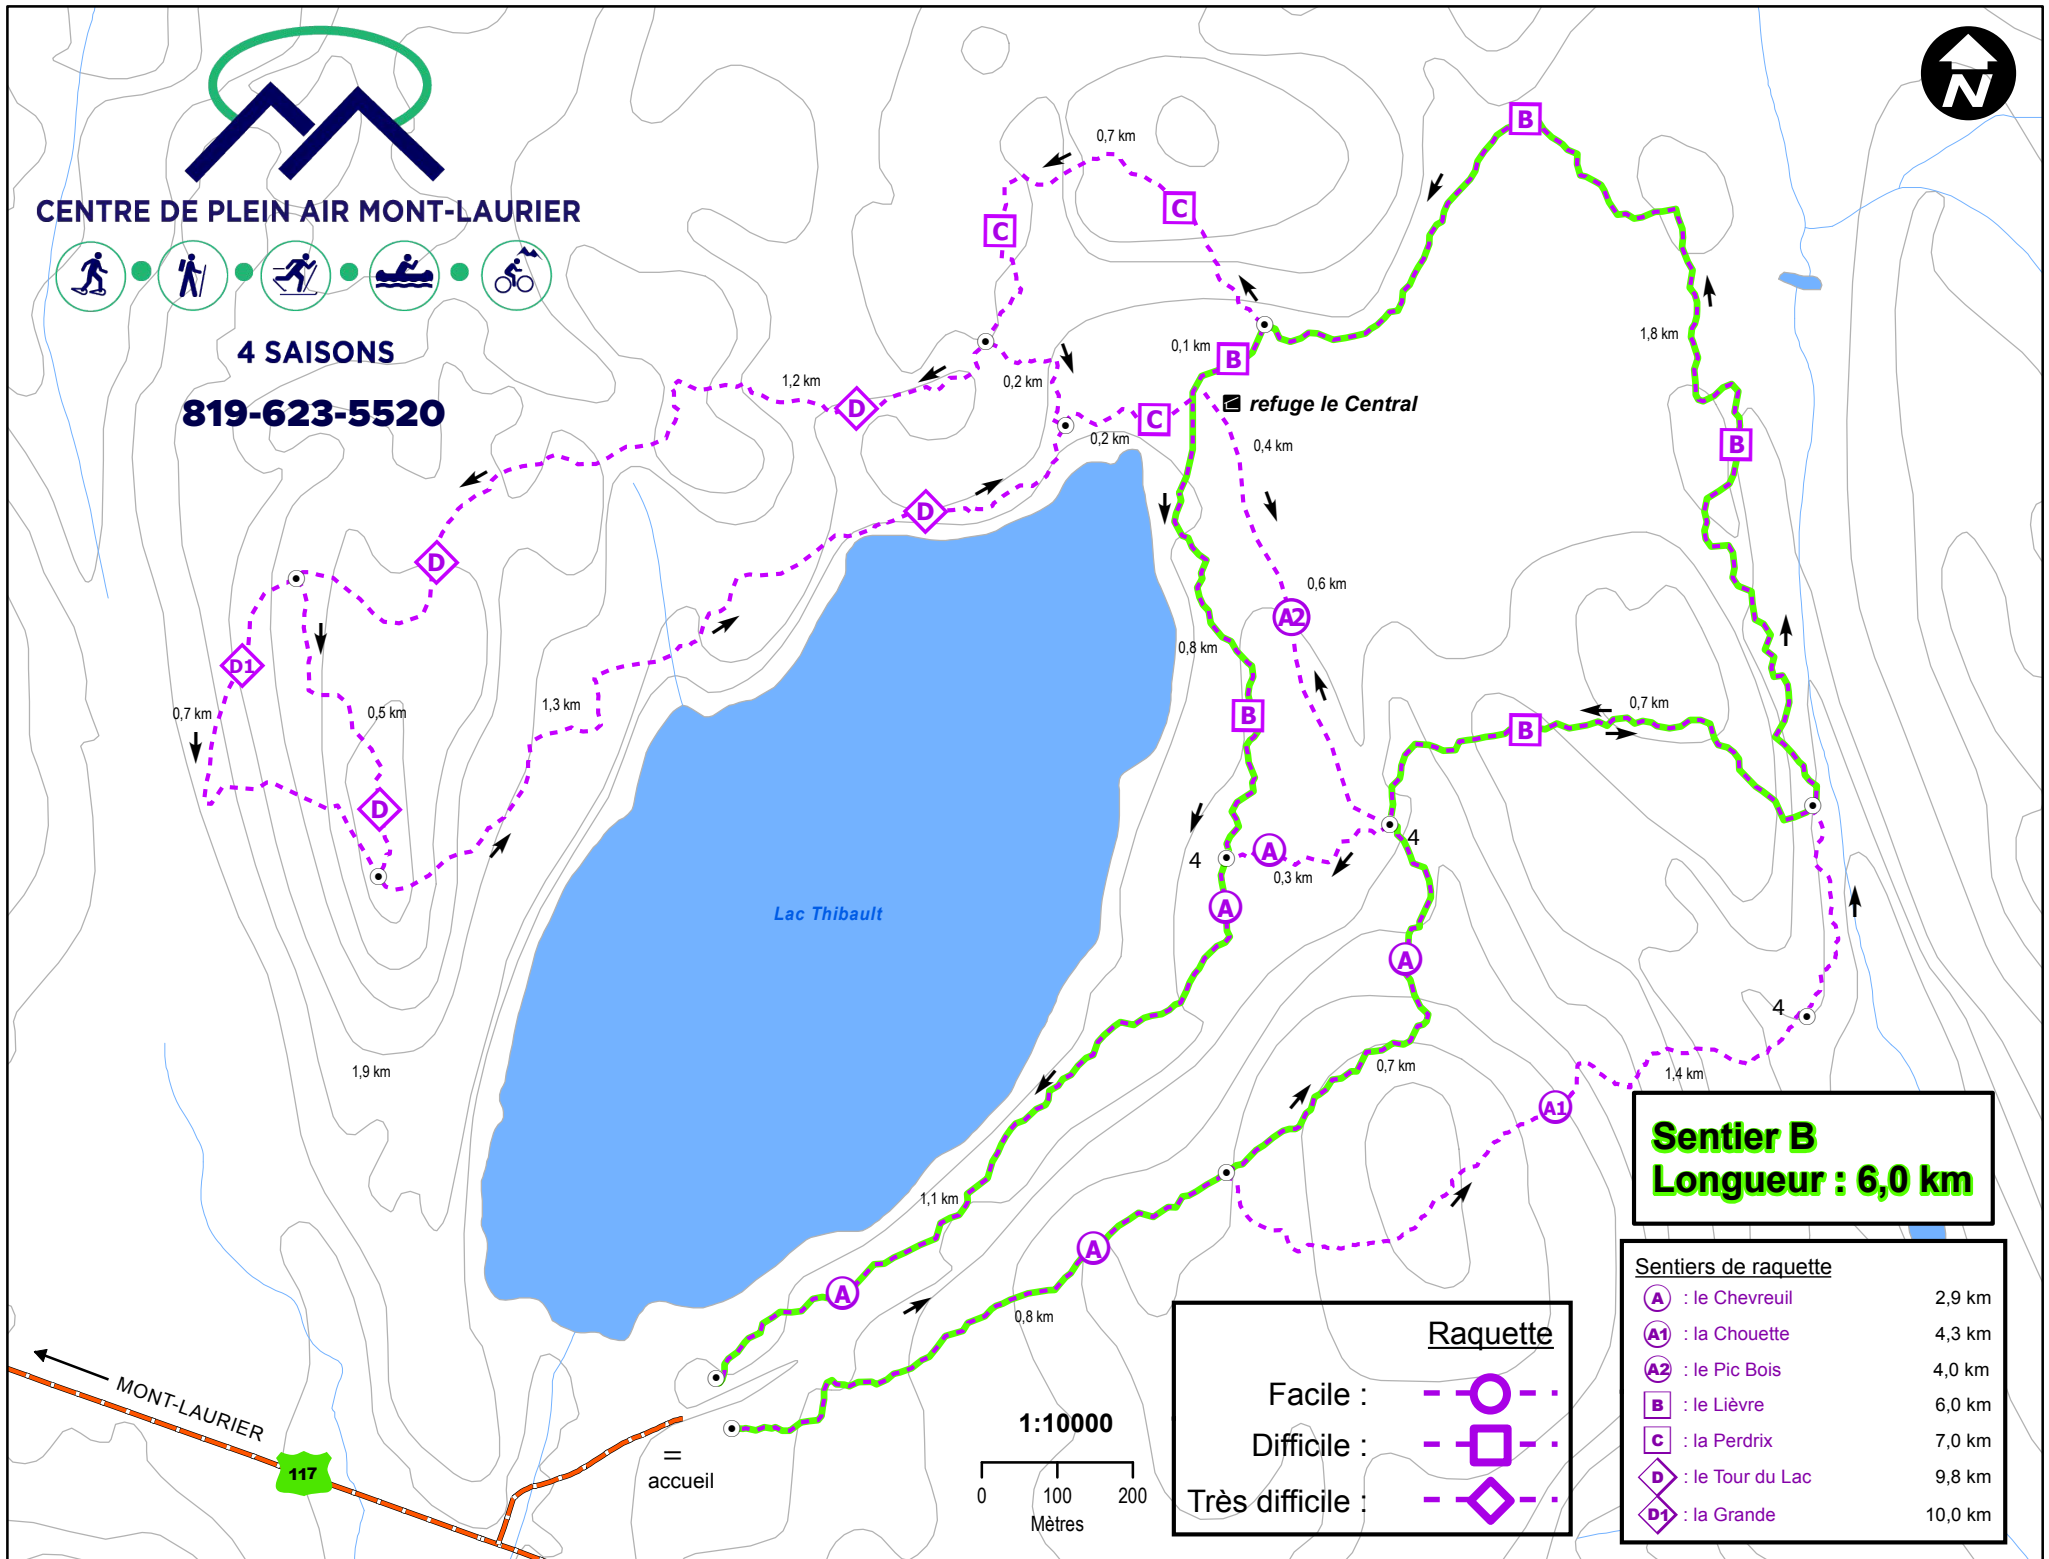 CENTRE DE PLEIN AIR MONT-LAURIER
4 SAISONS
819-623-5520
N
B
0,7 km
C
C
1,8 km
0,1 km
B
1,2 km
0,2 km
D
C
refuge le Central
0,2 km
0,4 km
B
D
D
0,6 km
A2
0,8 km
D1
0,7 km
0,5 km
1,3 km
B
B
0,7 km
D
4
4
A
0,3 km
A
Lac Thibault
A
4
1,9 km
0,7 km
1,4 km
A1
Sentier B
Longueur : 6,0 km
1,1 km
A
A
0,8 km
MONT-LAURIER
117
accueil
1:10000
0 100 200
Mètres
Raquette
Facile :
Difficile :
Très difficile :
Sentiers de raquette
A : le Chevreuil 2,9 km
A1 : la Chouette 4,3 km
A2 : le Pic Bois 4,0 km
B : le Lièvre 6,0 km
C : la Perdrix 7,0 km
D : le Tour du Lac 9,8 km
D1 : la Grande 10,0 km